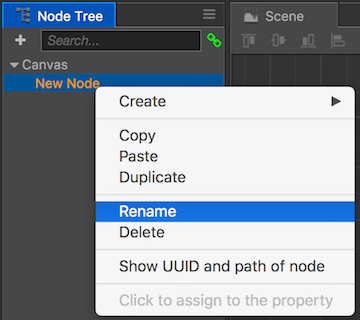 Node Tree
Scene
Search...
Canvas
New Node
Create
Copy
Paste
Duplicate
Rename
Delete
Show UUID and path of node
Click to assign to the property